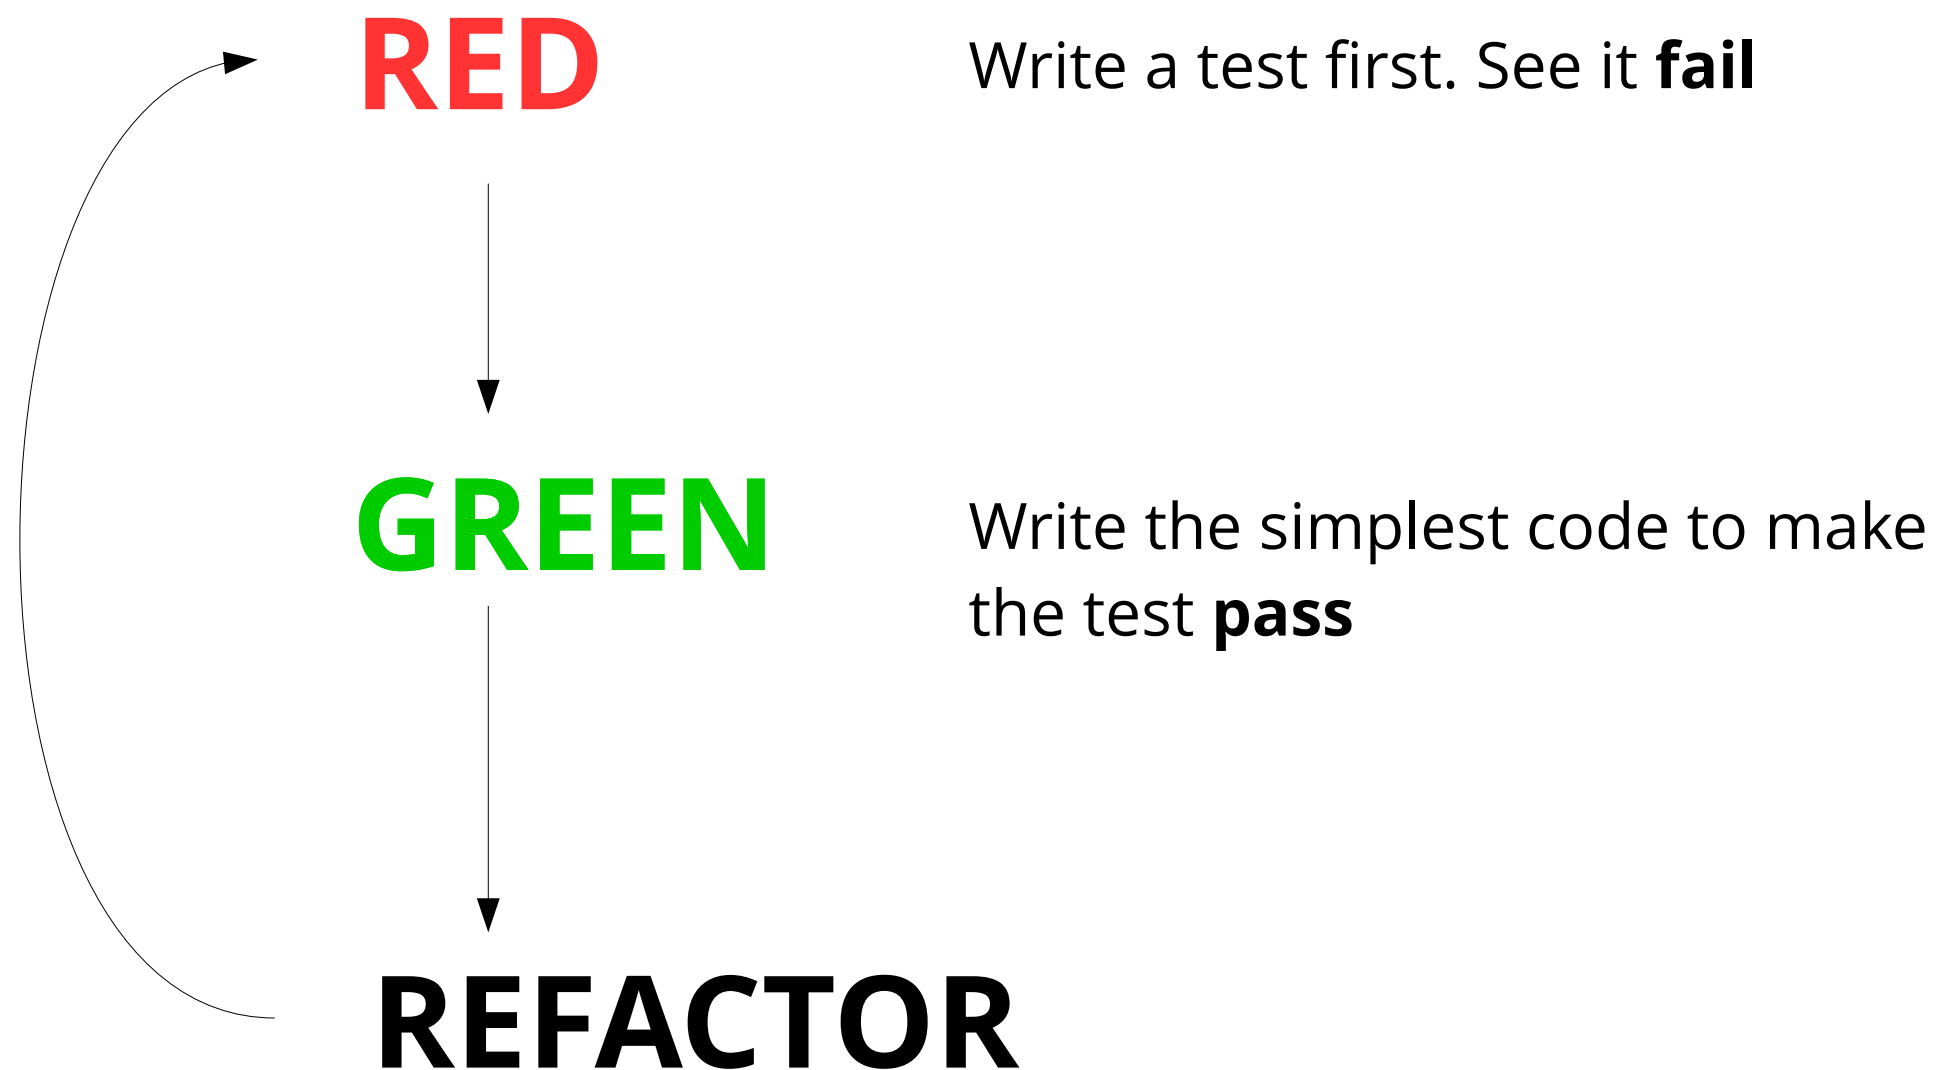 RED
Write a test first. See it fail
GREEN
Write the simplest code to make
the test pass
REFACTOR